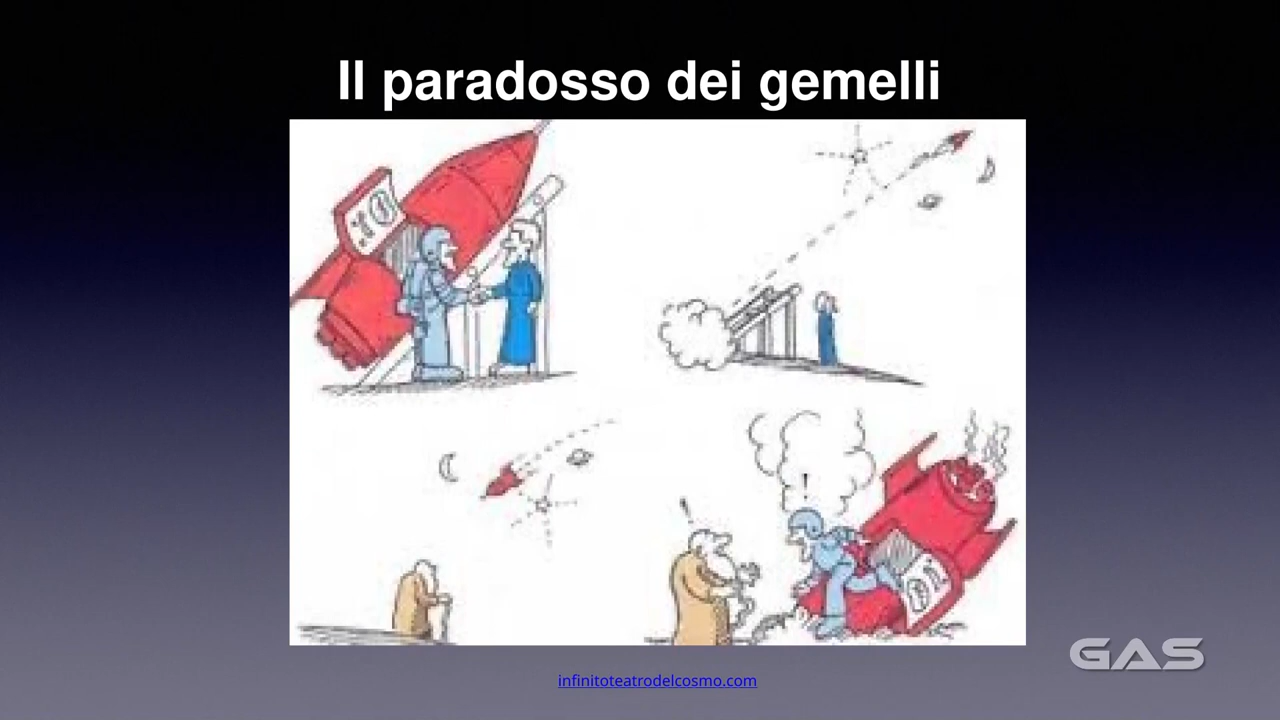 Il paradosso dei gemelli
!
!
GAS
infinitoteatrodelcosmo.com